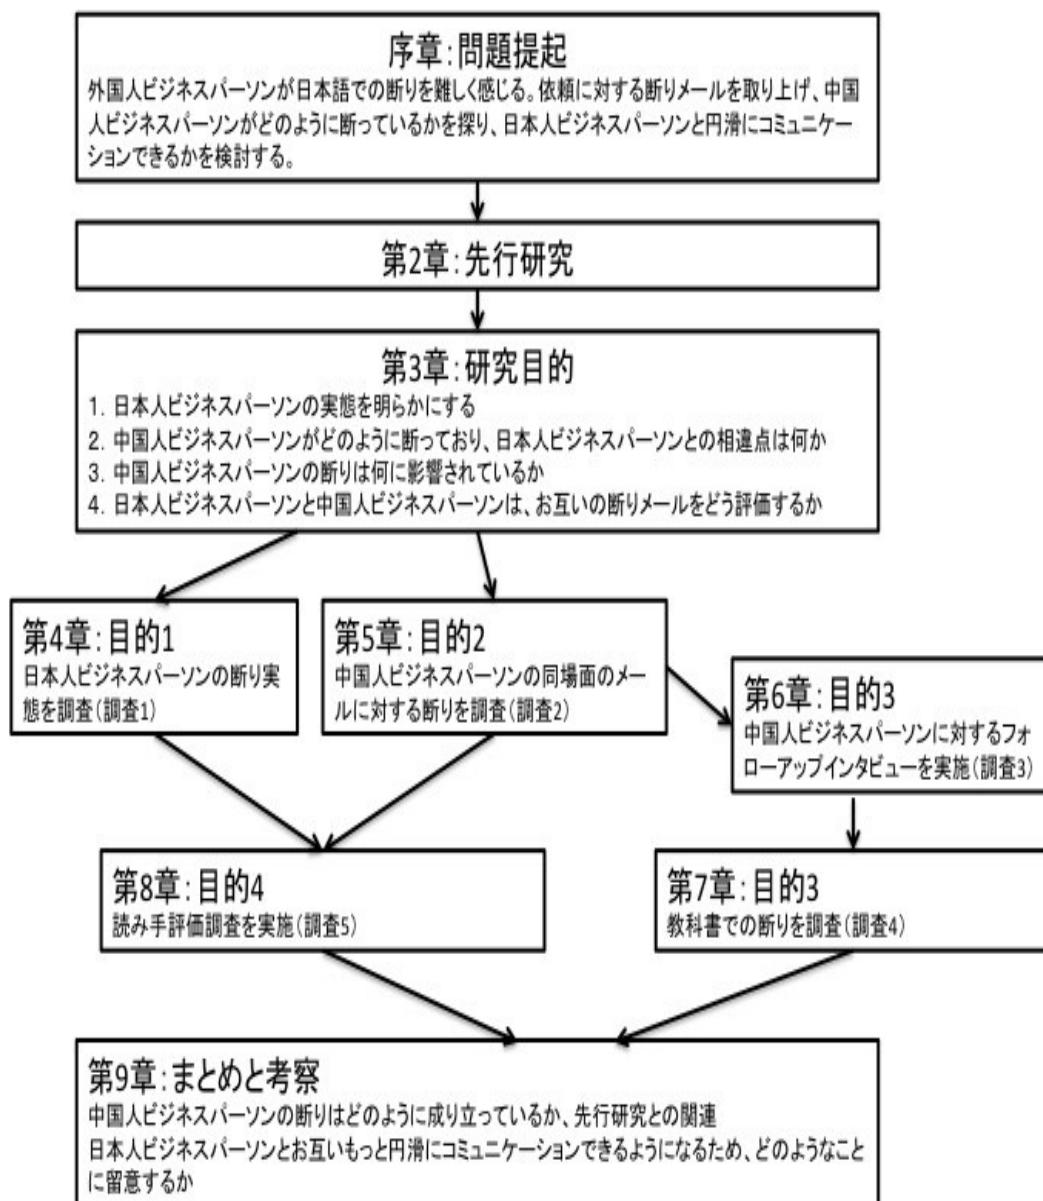 序章：問題提起
外国人ビジネスパーソンが日本語での断りを難しく感じる。依頼に対する断りメールを取り上げ、中国
人ビジネスパーソンがどのように断っているかを探り、日本人ビジネスパーソンと円滑にコミュニケー
ションできるかを検討する。
第2章：先行研究
第3章：研究目的
1. 日本人ビジネスパーソンの実態を明らかにする
2. 中国人ビジネスパーソンがどのように断っており、日本人ビジネスパーソンとの相違点は何か
3. 中国人ビジネスパーソンの断りは何に影響されているか
4. 日本人ビジネスパーソンと中国人ビジネスパーソンは、お互いの断りメールをどう評価するか
第4章：目的1
日本人ビジネスパーソンの断り実
態を調査（調査1）
第5章：目的2
中国人ビジネスパーソンの同場面のメー
ルに対する断りを調査（調査2）
第6章：目的3
中国人ビジネスパーソンに対するフォ
ローアップインタビューを実施（調査3）
第8章：目的4
読み手評価調査を実施（調査5）
第7章：目的3
教科書での断りを調査（調査4）
第9章：まとめと考察
中国人ビジネスパーソンの断りはどのように成り立っているか、先行研究との関連
日本人ビジネスパーソンとお互いもっと円滑にコミュニケーションできるようになるため、どのようなこと
に留意するか